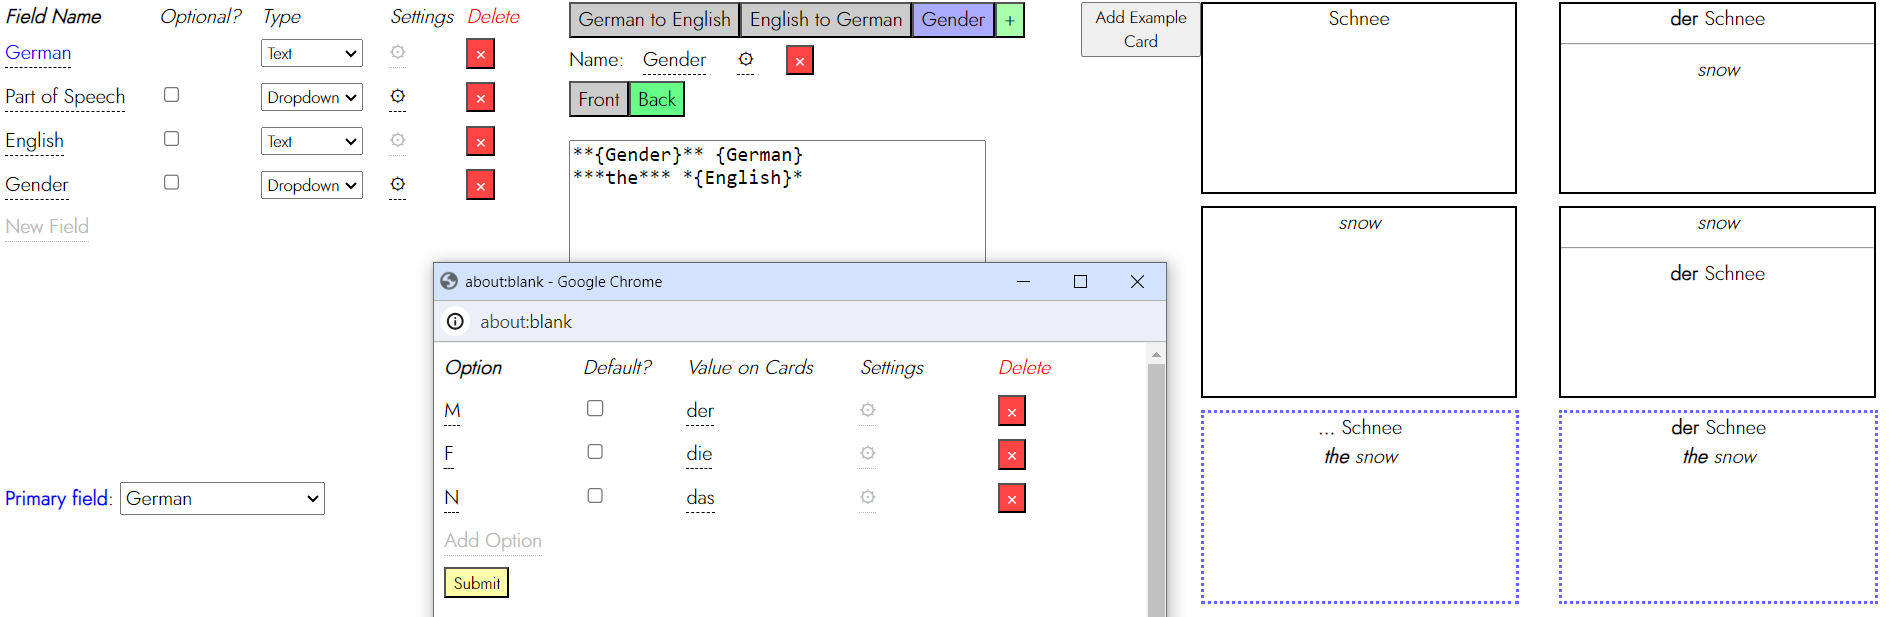 Field Name Optional? Type Settings Delete
German Text ×
Part of Speech Dropdown ×
English Text ×
Gender Dropdown ×
New Field
Primary field: German
German to English English to German Gender +
Name: Gender ×
Front Back
**{Gender}** {German}
***the*** *{English}*
about:blank - Google Chrome
about:blank
Option Default? Value on Cards Settings Delete
M der ×
F die ×
N das ×
Add Option
Submit
Add Example
Card
Schnee
der Schnee
snow
snow
snow
der Schnee
... Schnee
the snow
der Schnee
the snow